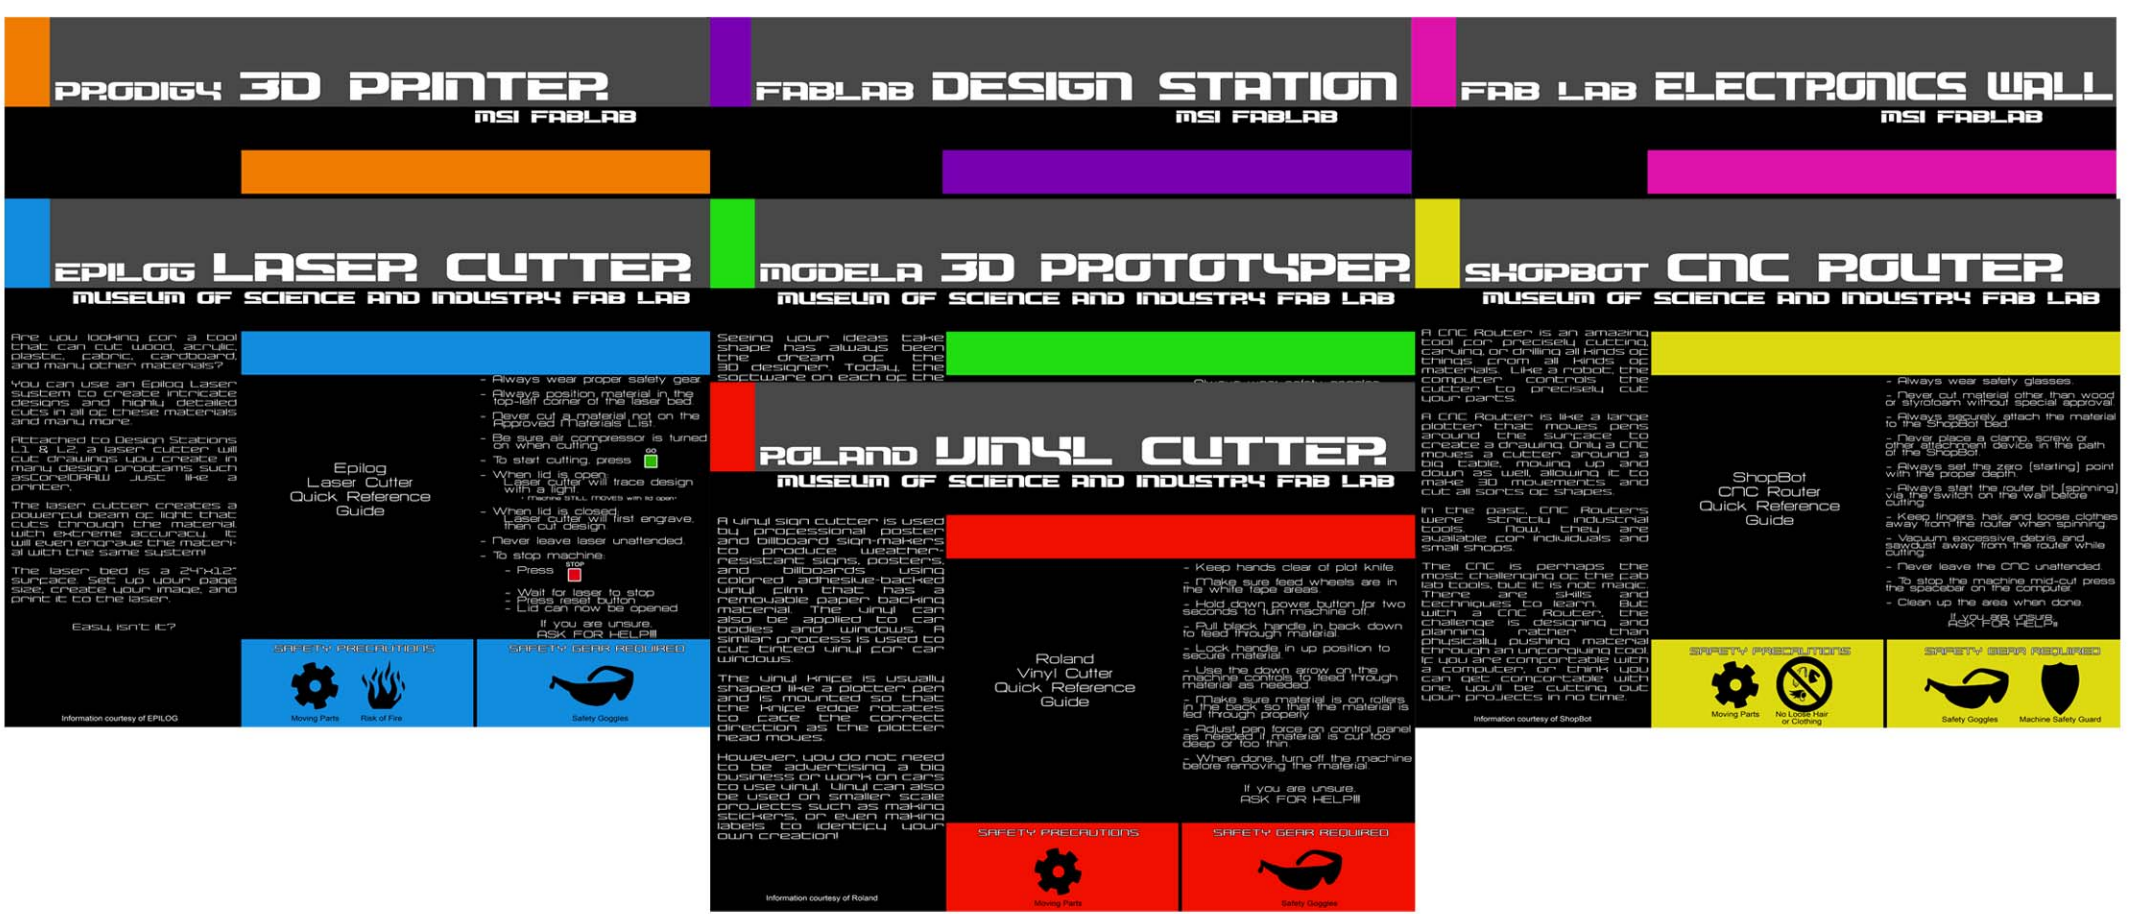 PRODIGY 3D PRINTER
MSI FABLAB
FABLAB DESIGN STATION
MSI FABLAB
FAB LAB ELECTRONICS WALL
MSI FABLAB
EPILOG LASER CUTTER
MUSEUM OF SCIENCE AND INDUSTRY FAB LAB
Are you looking for a tool
that can cut wood, acrylic,
plastic, fabric, cardboard,
and many other materials?
You can use an Epilog Laser
system to create intricate
designs and highly detailed
cuts in all of these materials
and many more.
Attached to Design Stations
L1 & L2, a laser cutter will
cut drawings you create in
many design progtams such
asCorelDRAW just like a
printer.
The laser cutter creates a
powerful beam of light that
cuts through the material
with extreme accuracy. It
will even engrave the materi-
al with the same system!
The laser bed is a 24"x12"
surface. Set up your page
size, create your image, and
print it to the laser.
Easy, isn't it?
Information courtesy of EPILOG
Epilog
Laser Cutter
Quick Reference
Guide
- Always wear proper safety gear.
- Always position material in the
top-left corner of the laser bed.
- Never cut a material not on the
Approved Materials List.
- Be sure air compressor is turned
on when cutting.
GO
- To start cutting, press
- When lid is open:
Laser cutter will trace design
with a light.
* machine STILL MOVES with lid open*
- When lid is closed:
Laser cutter will first engrave,
then cut design.
- Never leave laser unattended.
- To stop machine:
STOP
- Press
- Wait for laser to stop
- Press reset button
- Lid can now be opened
If you are unsure,
ASK FOR HELP!!!
SAFETY PRECAUTIONS
Moving Parts
Risk of Fire
SAFETY GEAR REQUIRED
Safety Goggles
MODELA 3D PROTOTYPER
MUSEUM OF SCIENCE AND INDUSTRY FAB LAB
Seeing your ideas take
shape has always been
the dream of the
3D designer. Today, the
software on each of the
ROLAND VINYL CUTTER
MUSEUM OF SCIENCE AND INDUSTRY FAB LAB
A vinyl sign cutter is used
by professional poster
and billboard sign-makers
to produce weather-
resistant signs, posters,
and billboards using
colored adhesive-backed
vinyl film that has a
removable paper backing
material. The vinyl can
also be applied to car
bodies and windows. A
similar process is used to
cut tinted vinyl for car
windows.
The vinyl knife is usually
shaped like a plotter pen
and is mounted so that
the knife edge rotates
to face the correct
direction as the plotter
head moves.
However, you do not need
to be advertising a big
business or work on cars
to use vinyl. Vinyl can also
be used on smaller scale
projects such as making
stickers, or even making
labels to identify your
own creation!
Information courtesy of Roland
Roland
Vinyl Cutter
Quick Reference
Guide
- Keep hands clear of plot knife.
- Make sure feed wheels are in
the white tape areas.
- Hold down power button for two
seconds to turn machine off.
- Pull black handle in back down
to feed through material.
- Lock handle in up position to
secure material.
- Use the down arrow on the
machine controls to feed through
material as needed.
- Make sure material is on rollers
in the back so that the material is
fed through properly
- Adjust pen force on control panel
as needed if material is cut too
deep or too thin.
- When done, turn off the machine
before removing the material.
If you are unsure,
ASK FOR HELP!!!
SAFETY PRECAUTIONS
Moving Parts
SAFETY GEAR REQUIRED
Safety Goggles
SHOPBOT CNC ROUTER
MUSEUM OF SCIENCE AND INDUSTRY FAB LAB
A CNC Router is an amazing
tool for precisely cutting,
carving, or drilling all kinds of
things from all kinds of
materials. Like a robot, the
computer controls the
cutter to precisely cut
your parts.
A CNC Router is like a large
plotter that moves pens
around the surface to
create a drawing. Only a CNC
moves a cutter around a
big table, moving up and
down as well, allowing it to
make 3D movements and
cut all sorts of shapes.
In the past, CNC Routers
were strictly industrial
tools. Now, they are
available for individuals and
small shops.
The CNC is perhaps the
most challenging of the fab
lab tools, but it is not magic.
There are skills and
techniques to learn. But
with a CNC Router, the
challenge is designing and
planning rather than
physically pushing material
through an unforgiving tool.
If you are comfortable with
a computer, or think you
can get comfortable with
one, you'll be cutting out
your projects in no time.
Information courtesy of ShopBot
ShopBot
CNC Router
Quick Reference
Guide
- Always wear safety glasses.
- Never cut material other than wood
or styrofoam without special approval.
- Always securely attach the material
to the ShopBot bed.
- Never place a clamp, screw or
other attachment device in the path
of the ShopBot.
- Always set the zero (starting) point
with the proper depth.
- Always start the router bit (spinning)
via the switch on the wall before
cutting.
- Keep fingers, hair and loose clothes
away from the router when spinning.
- Vacuum excessive debris and
sawdust away from the router while
cutting.
- Never leave the CNC unattended.
- To stop the machine mid-cut press
the spacebar on the computer.
- Clean up the area when done.
If you are unsure,
ASK FOR HELP!!!
SAFETY PRECAUTIONS
Moving Parts
No Loose Hair
or Clothing
SAFETY GEAR REQUIRED
Safety Goggles
Machine Safety Guard